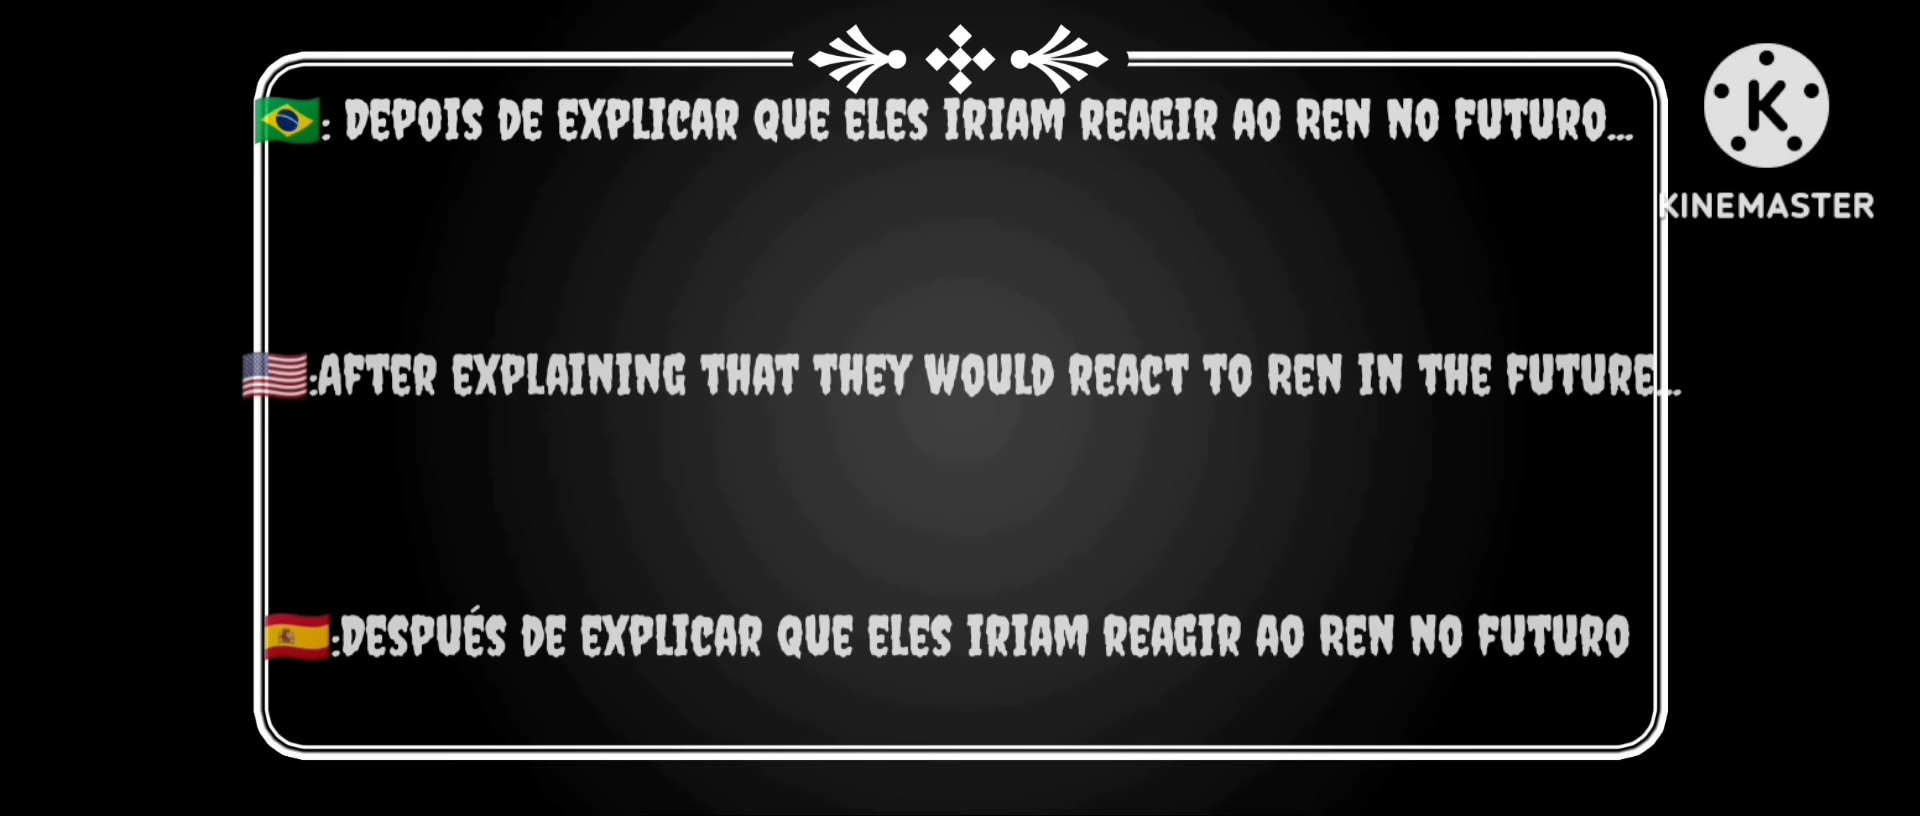 🇧🇷: DEPOIS DE EXPLICAR QUE ELES IRIAM REAGIR AO REN NO FUTURO...
KINEMASTER
🇺🇸:AFTER EXPLAINING THAT THEY WOULD REACT TO REN IN THE FUTURE...
🇪🇸:DESPUÉS DE EXPLICAR QUE ELES IRIAM REAGIR AO REN NO FUTURO